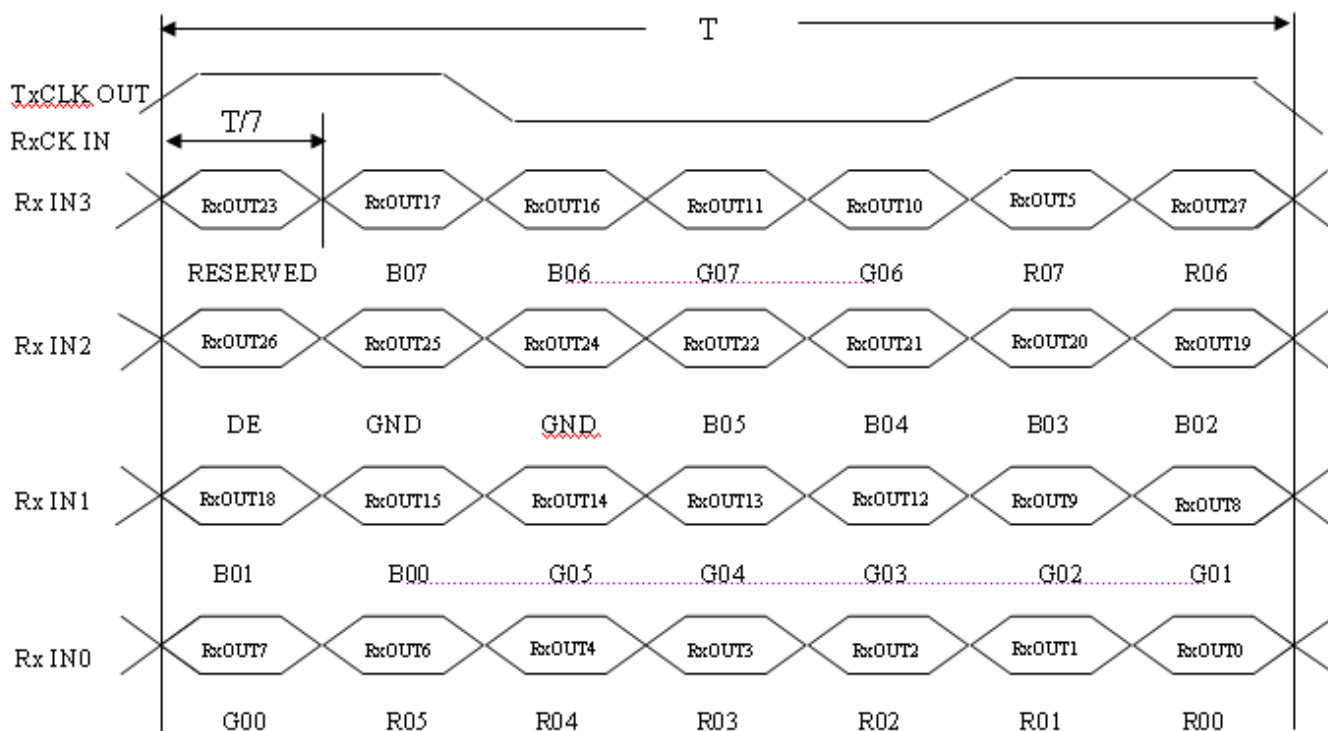 T
TxCLK OUT
T/7
RxCK IN
Rx IN3 RxOUT23 RxOUT17 RxOUT16 RxOUT11 RxOUT10 RxOUT5 RxOUT27
RESERVED B07 B06 G07 G06 R07 R06
Rx IN2 RxOUT26 RxOUT25 RxOUT24 RxOUT22 RxOUT21 RxOUT20 RxOUT19
DE GND GND B05 B04 B03 B02
Rx IN1 RxOUT18 RxOUT15 RxOUT14 RxOUT13 RxOUT12 RxOUT9 RxOUT8
B01 B00 G05 G04 G03 G02 G01
Rx IN0 RxOUT7 RxOUT6 RxOUT4 RxOUT3 RxOUT2 RxOUT1 RxOUT0
G00 R05 R04 R03 R02 R01 R00